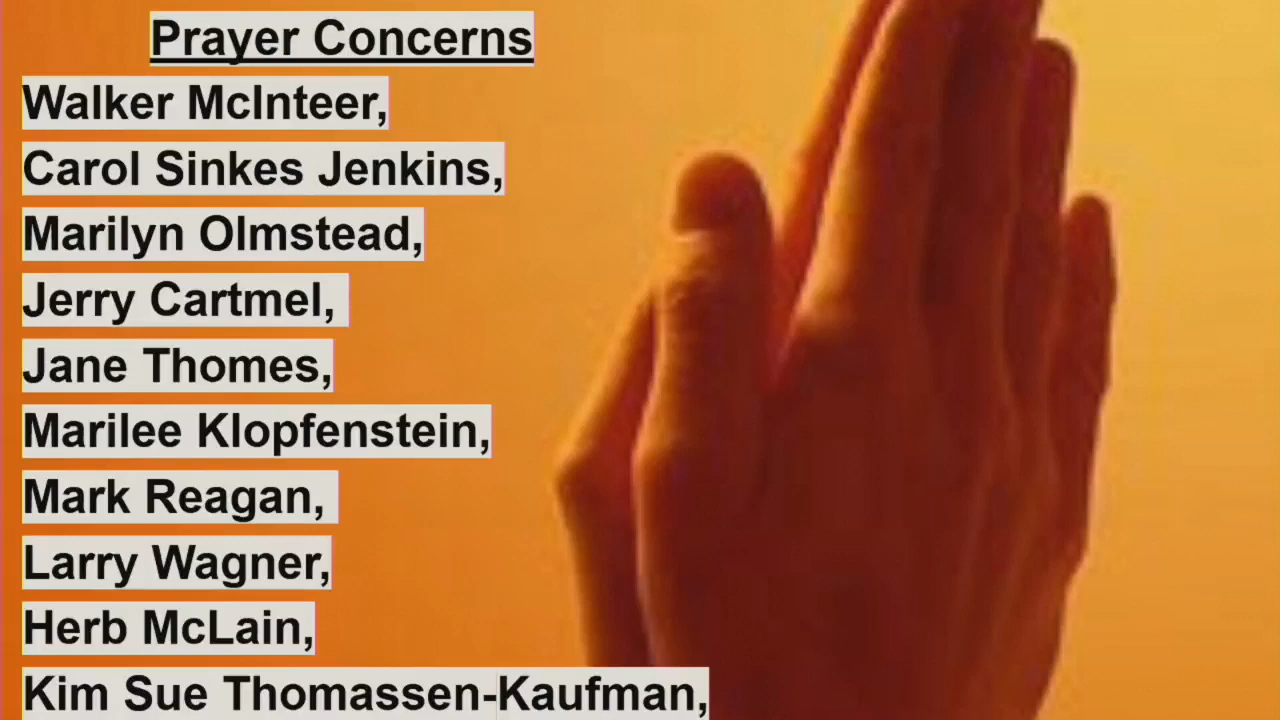 Prayer Concerns
Walker McInteer,
Carol Sinkes Jenkins,
Marilyn Olmstead,
Jerry Cartmel,
Jane Thomes,
Marilee Klopfenstein,
Mark Reagan,
Larry Wagner,
Herb McLain,
Kim Sue Thomassen-Kaufman,